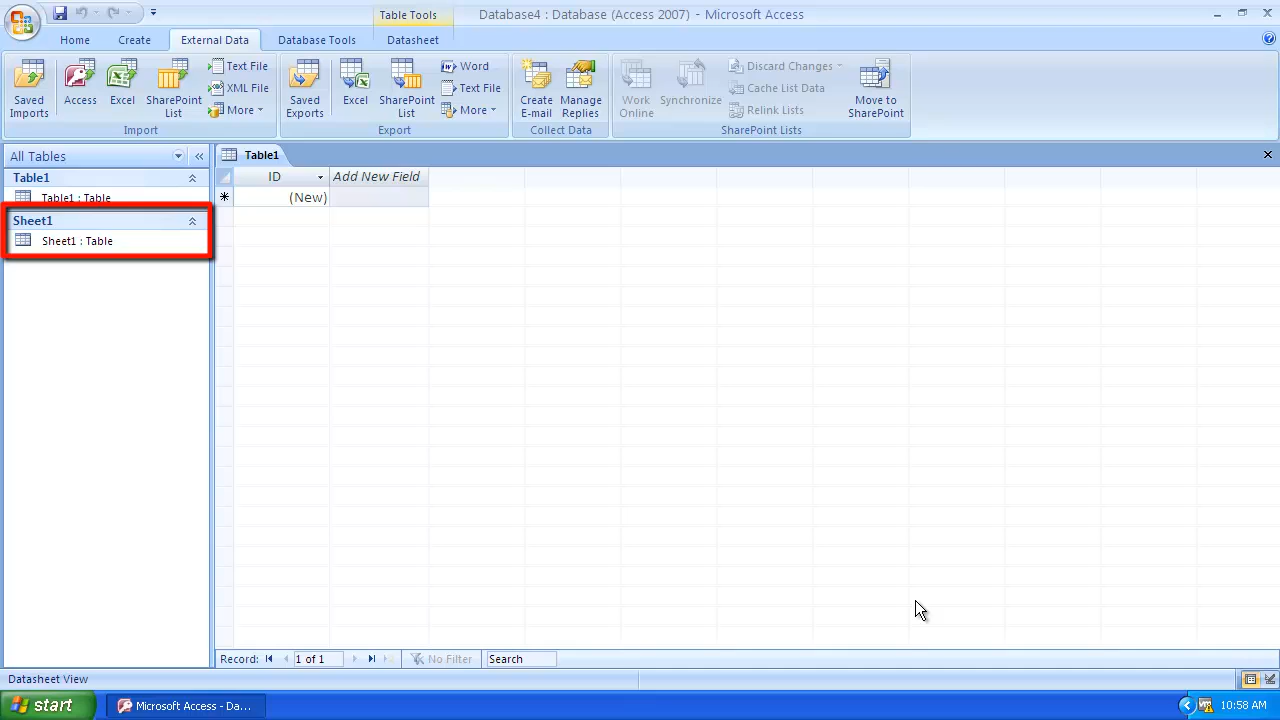 Table Tools
Database4 : Database (Access 2007) - Microsoft Access
Home Create External Data Database Tools Datasheet
Saved Imports
Access
Excel
SharePoint List
Text File
XML File
More
Import
Saved Exports
Excel
SharePoint List
Word
Text File
More
Export
Create E-mail
Manage Replies
Collect Data
Work Online
Synchronize
Discard Changes
Cache List Data
Relink Lists
Move to SharePoint
SharePoint Lists
All Tables
Table1
Table1 : Table
Sheet1
Sheet1 : Table
Table1
ID Add New Field
(New)
Record: 1 of 1 No Filter Search
Datasheet View
start Microsoft Access - Da... 10:58 AM